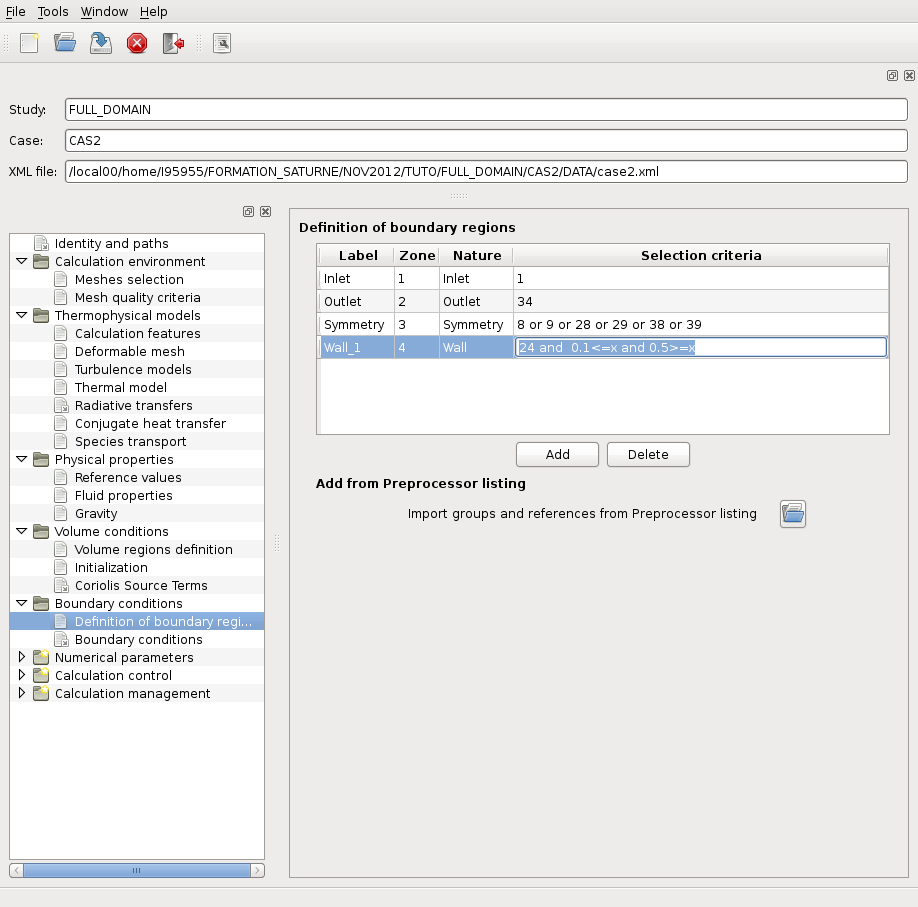 File Tools Window Help
Study: FULL_DOMAIN
Case: CAS2
XML file: /local00/home/I95955/FORMATION_SATURNE/NOV2012/TUTO/FULL_DOMAIN/CAS2/DATA/case2.xml
Identity and paths
Calculation environment
Meshes selection
Mesh quality criteria
Thermophysical models
Calculation features
Deformable mesh
Turbulence models
Thermal model
Radiative transfers
Conjugate heat transfer
Species transport
Physical properties
Reference values
Fluid properties
Gravity
Volume conditions
Volume regions definition
Initialization
Coriolis Source Terms
Boundary conditions
Definition of boundary regi...
Boundary conditions
Numerical parameters
Calculation control
Calculation management
Definition of boundary regions
Label Zone Nature Selection criteria
Inlet 1 Inlet 1
Outlet 2 Outlet 34
Symmetry 3 Symmetry 8 or 9 or 28 or 29 or 38 or 39
Wall_1 4 Wall 24 and  0.1<=x and 0.5>=x
Add Delete
Add from Preprocessor listing
Import groups and references from Preprocessor listing